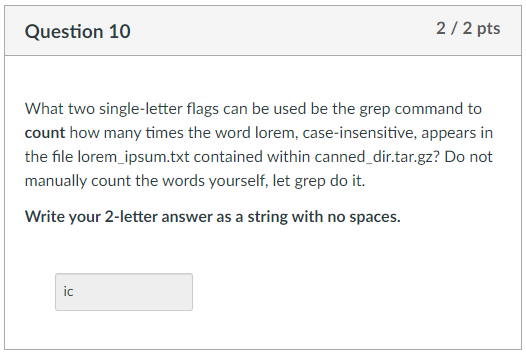 Question 10
2 / 2 pts
What two single-letter flags can be used be the grep command to
count how many times the word lorem, case-insensitive, appears in
the file lorem_ipsum.txt contained within canned_dir.tar.gz? Do not
manually count the words yourself, let grep do it.
Write your 2-letter answer as a string with no spaces.
ic